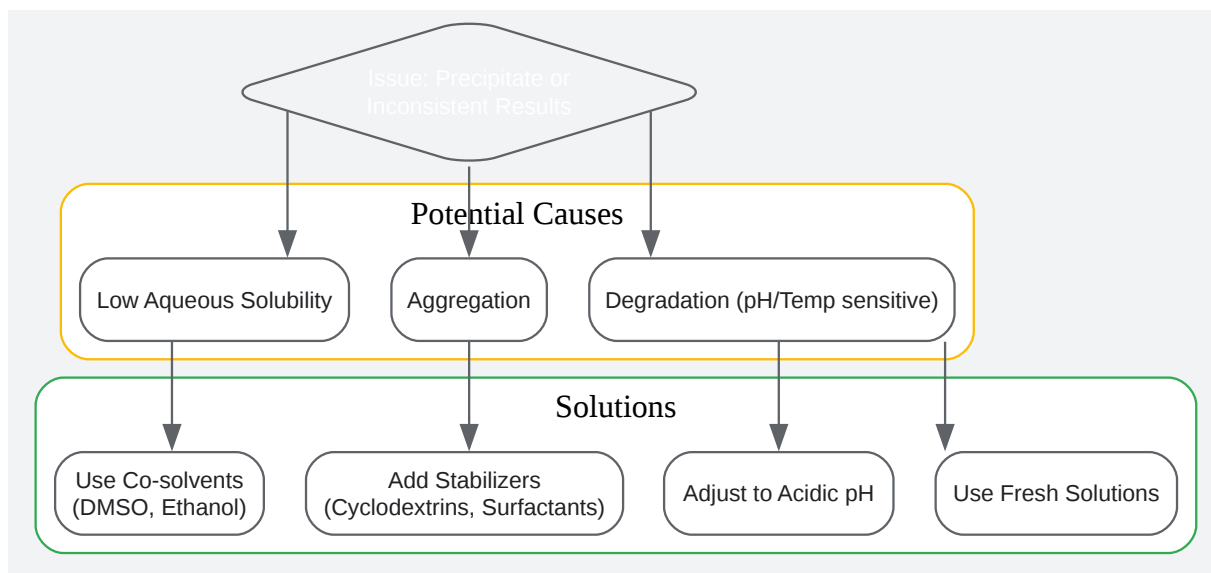 Issue: Precipitate or
Inconsistent Results
Potential Causes
Low Aqueous Solubility
Aggregation
Degradation (pH/Temp sensitive)
Solutions
Use Co-solvents
(DMSO, Ethanol)
Add Stabilizers
(Cyclodextrins, Surfactants)
Adjust to Acidic pH
Use Fresh Solutions